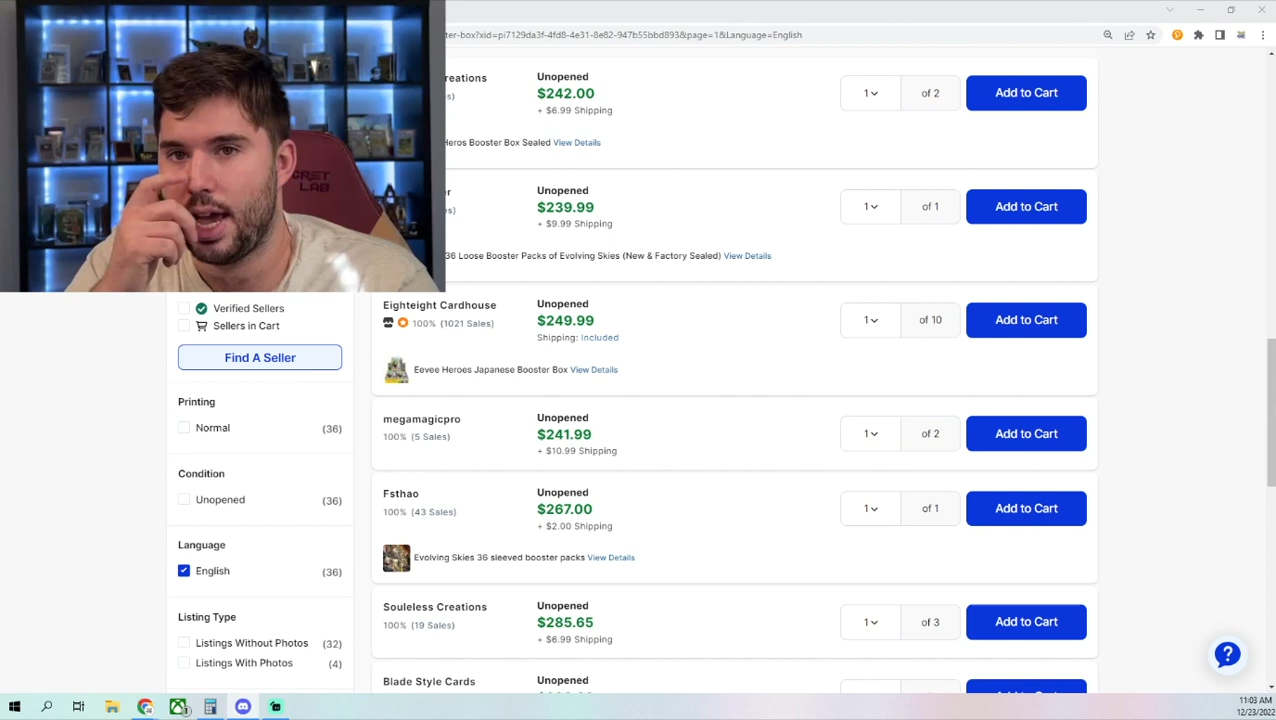 ter-box?xid=pi7129da3f-4fd8-4e31-8e82-947b55bbd893&page=1&Language=English
CRET
LAB
reations
Unopened
$242.00
+ $6.99 Shipping
Heros Booster Box Sealed View Details
1 of 2 Add to Cart
er
Unopened
$239.99
+ $9.99 Shipping
36 Loose Booster Packs of Evolving Skies (New & Factory Sealed) View Details
1 of 1 Add to Cart
Verified Sellers
Sellers in Cart
Find A Seller
Printing
Normal (36)
Condition
Unopened (36)
Language
English (36)
Listing Type
Listings Without Photos (32)
Listings With Photos (4)
Eighteight Cardhouse
100% (1021 Sales)
Unopened
$249.99
Shipping: Included
Eevee Heroes Japanese Booster Box View Details
1 of 10 Add to Cart
megamagicpro
100% (5 Sales)
Unopened
$241.99
+ $10.99 Shipping
1 of 2 Add to Cart
Fsthao
100% (43 Sales)
Unopened
$267.00
+ $2.00 Shipping
Evolving Skies 36 sleeved booster packs View Details
1 of 1 Add to Cart
Souleless Creations
100% (19 Sales)
Unopened
$285.65
+ $6.99 Shipping
1 of 3 Add to Cart
Blade Style Cards
Unopened
?
11:03 AM
12/23/2022